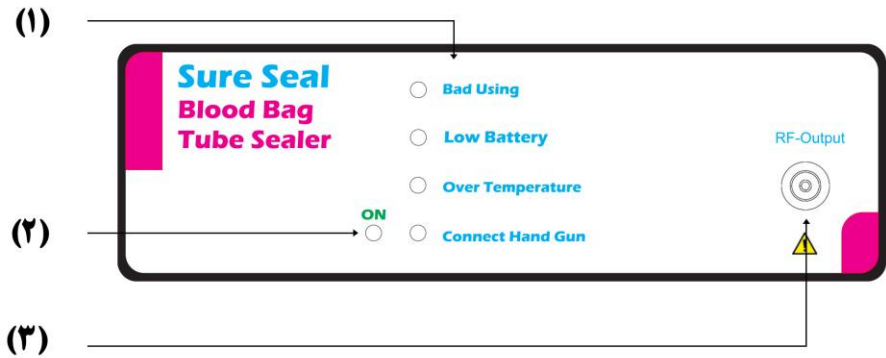 (۱)
Sure Seal
Blood Bag
Tube Sealer
Bad Using
Low Battery
RF-Output
Over Temperature
ON
(۲)
Connect Hand Gun
(۳)